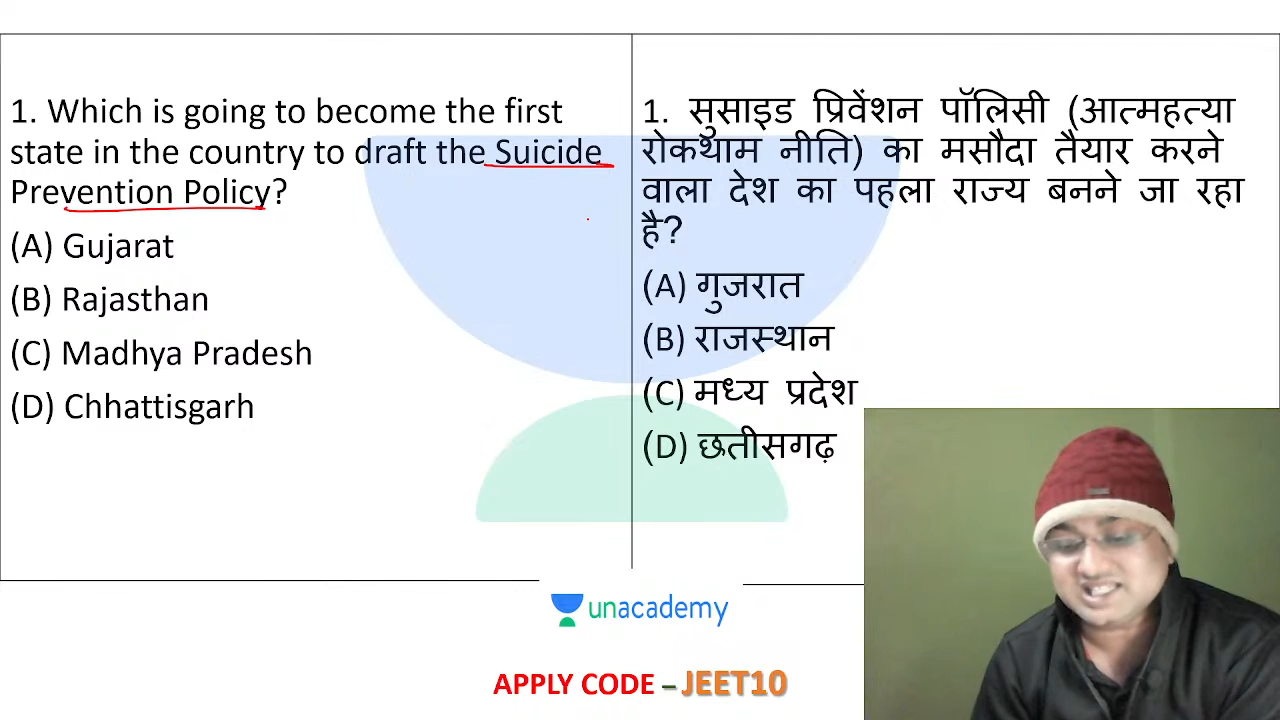 1. Which is going to become the first
state in the country to draft the Suicide
Prevention Policy?
(A) Gujarat
(B) Rajasthan
(C) Madhya Pradesh
(D) Chhattisgarh
1. सुसाइड प्रिवेंशन पॉलिसी (आत्महत्या
रोकथाम नीति) का मसौदा तैयार करने
वाला देश का पहला राज्य बनने जा रहा
है?
(A) गुजरात
(B) राजस्थान
(C) मध्य प्रदेश
(D) छतीसगढ़
unacademy
APPLY CODE – JEET10